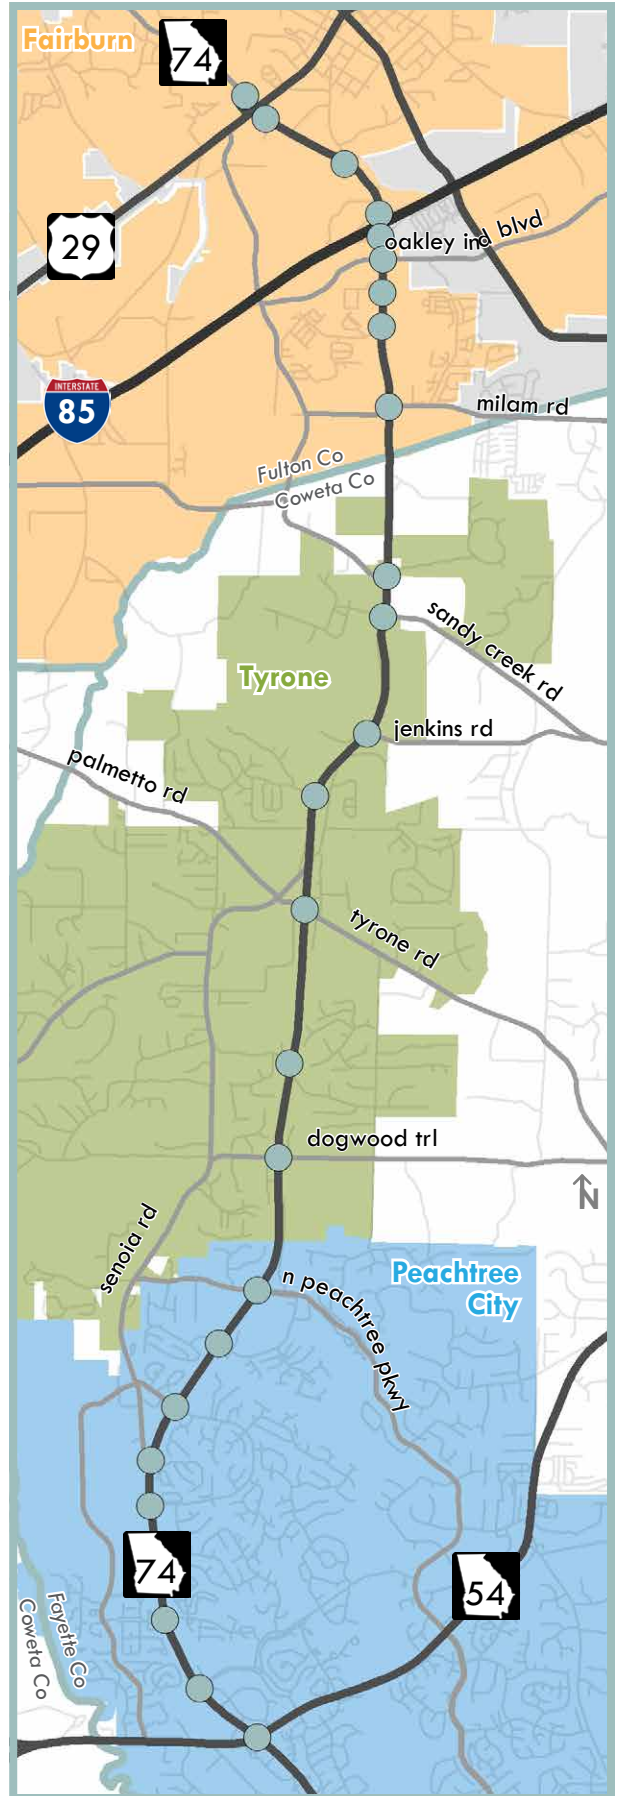 Fairburn
74
29
oakley ind blvd
INTERSTATE
85
milam rd
Fulton Co
Coweta Co
sandy creek rd
Tyrone
jenkins rd
palmetto rd
tyrone rd
dogwood trl
N
senoia rd
Peachtree
City
n peachtree pkwy
74
54
Fayette Co
Coweta Co